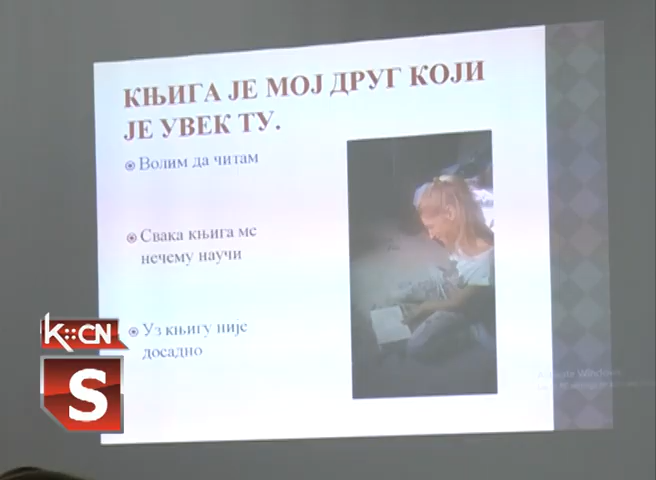 КЊИГА ЈЕ МОЈ ДРУГ КОЈИ
ЈЕ УВЕК ТУ.
Волим да читам
Свака књига ме
нечему научи
Уз књигу није
досадно
K::CN
S
Windows